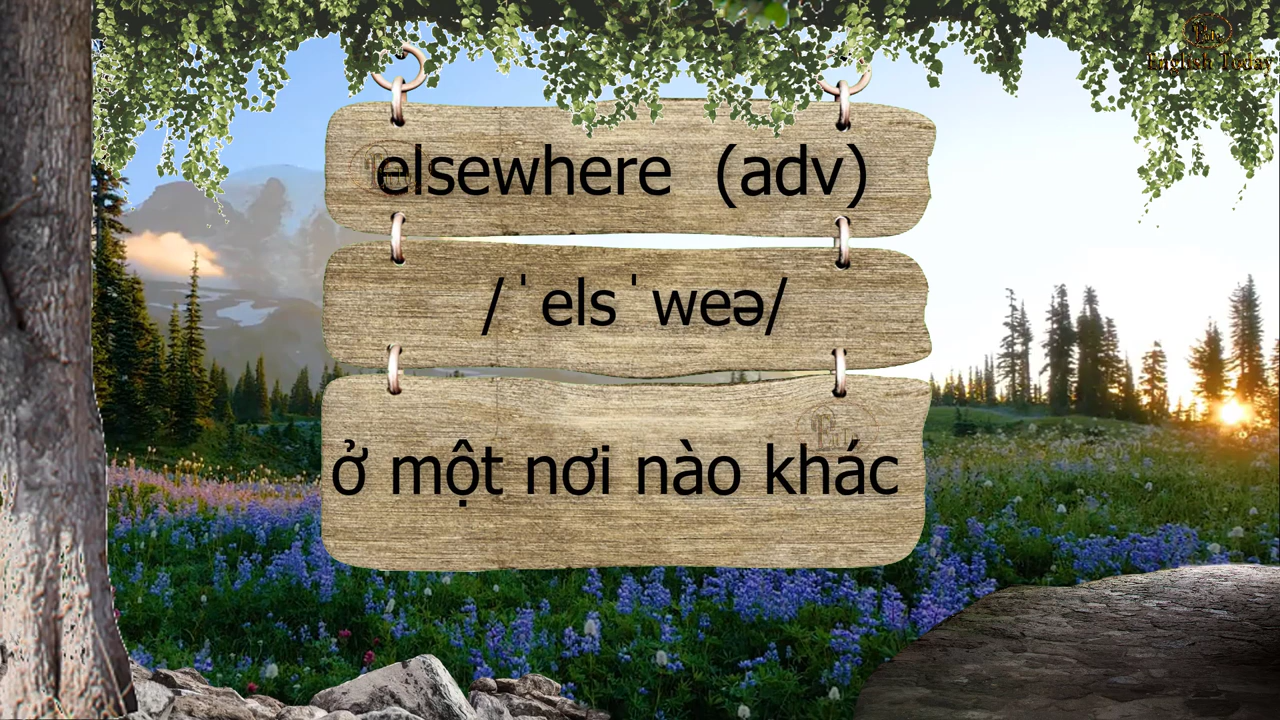 English Today
elsewhere (adv)
/ˈelsˈweə/
ở một nơi nào khác